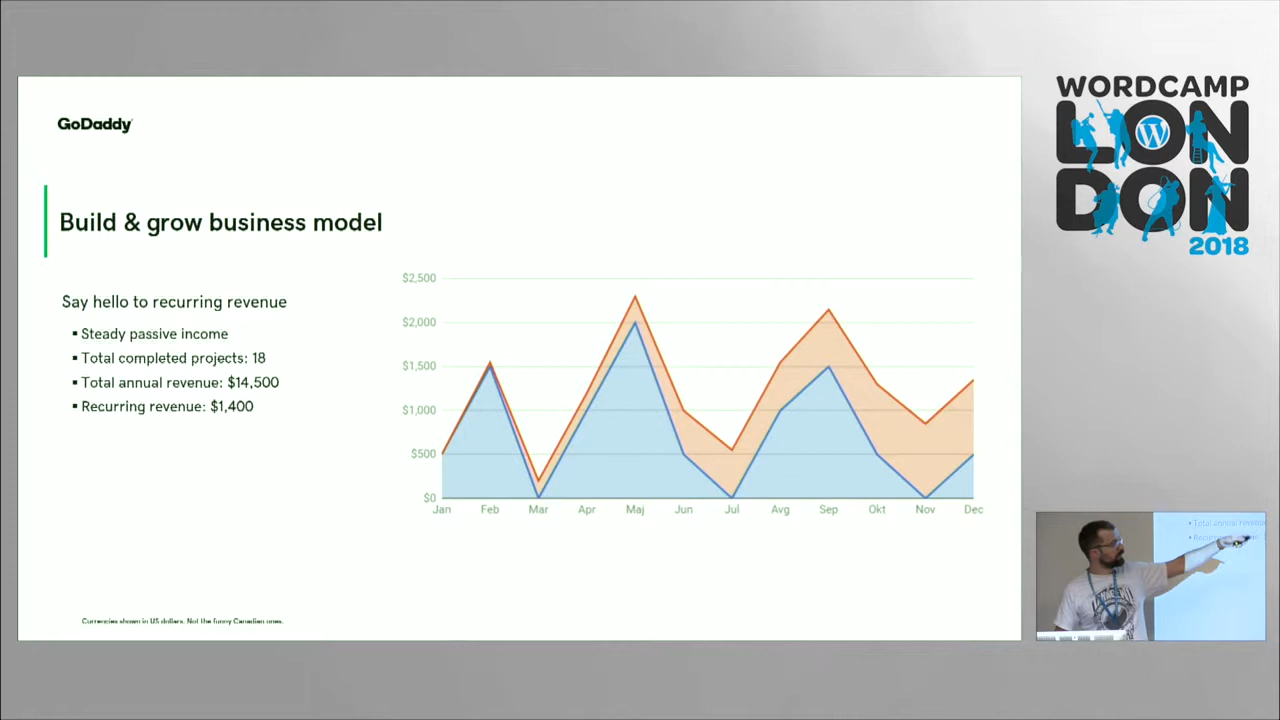 GoDaddy
Build & grow business model
Say hello to recurring revenue
▪ Steady passive income
▪ Total completed projects: 18
▪ Total annual revenue: $14,500
▪ Recurring revenue: $1,400
$2,500
$2,000
$1,500
$1,000
$500
$0
Jan Feb Mar Apr Maj Jun Jul Avg Sep Okt Nov Dec
Currencies shown in US dollars. Not the funny Canadian ones.
WORDCAMP
LON
DON
2018
▪ Total annual revenue